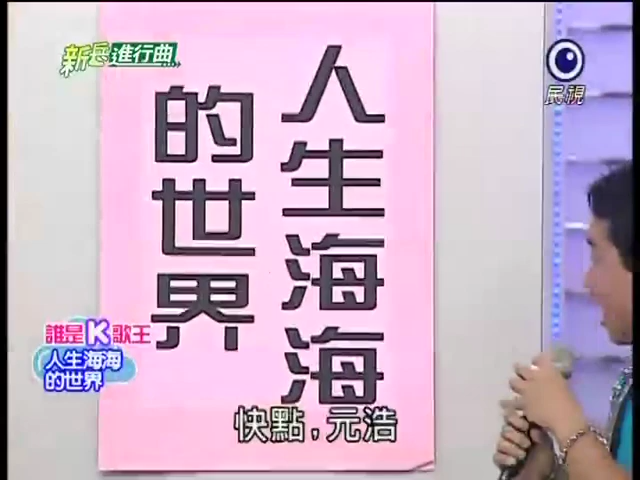 新兵進行曲
民視
人生海海
的世界
誰是K歌王
人生海海
的世界
快點,元浩